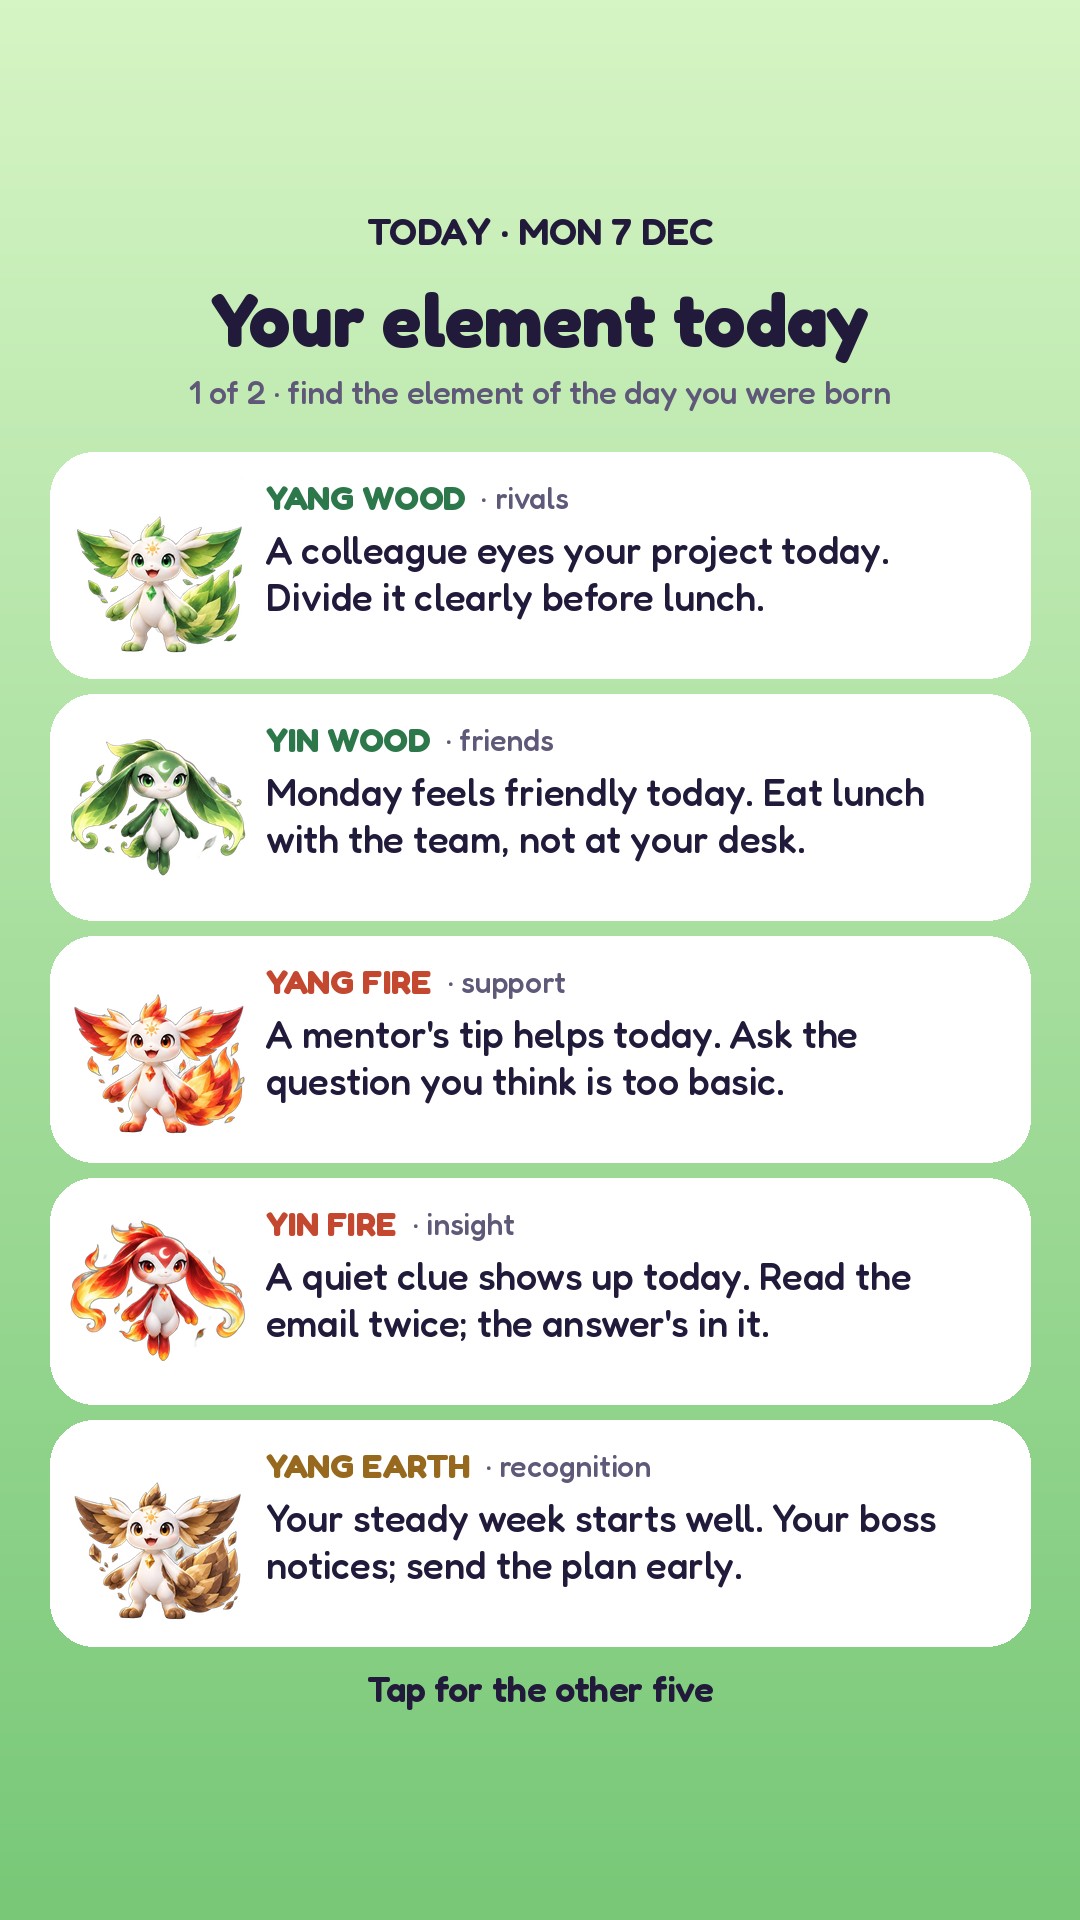 TODAY · MON 7 DEC
Your element today
1 of 2 · find the element of the day you were born
YANG WOOD · rivals
A colleague eyes your project today.
Divide it clearly before lunch.
YIN WOOD · friends
Monday feels friendly today. Eat lunch
with the team, not at your desk.
YANG FIRE · support
A mentor's tip helps today. Ask the
question you think is too basic.
YIN FIRE · insight
A quiet clue shows up today. Read the
email twice; the answer's in it.
YANG EARTH · recognition
Your steady week starts well. Your boss
notices; send the plan early.
Tap for the other five